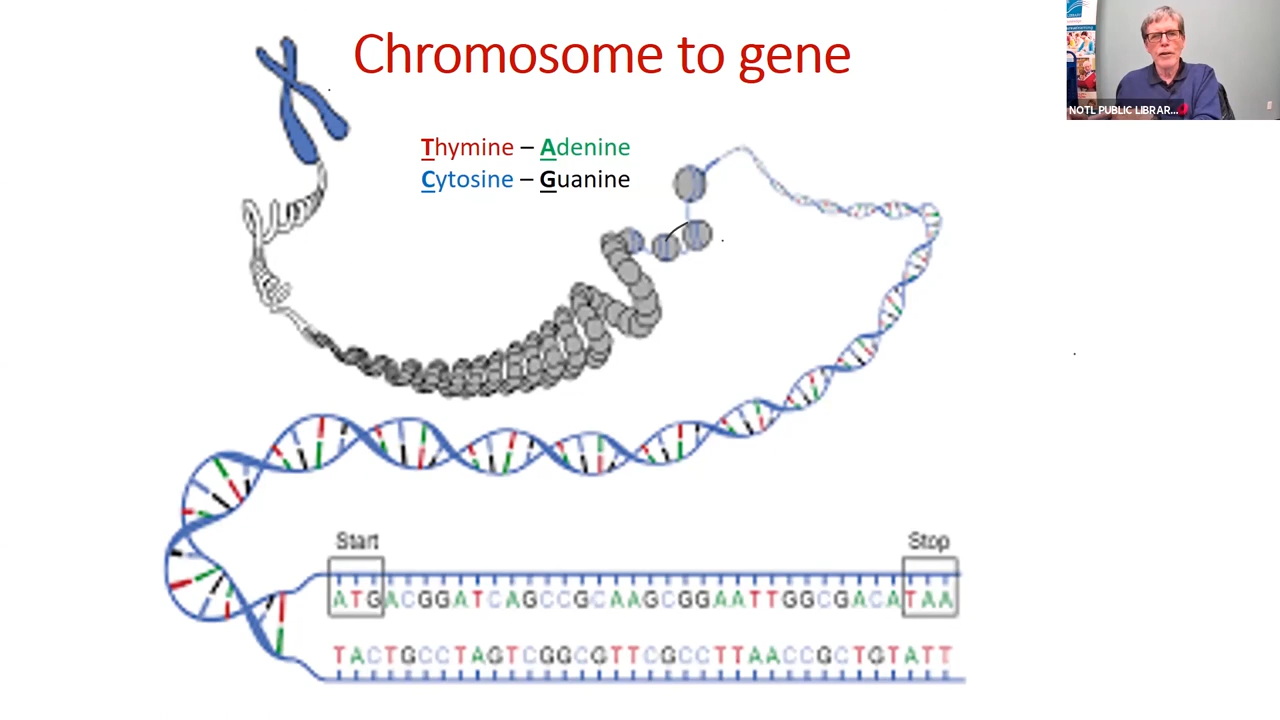 Chromosome to gene
NOTL PUBLIC LIBRAR...
Thymine – Adenine
Cytosine – Guanine
Start
Stop
ATGACGGATCAGCCGCAAGCGGAATTGGCGACATAA
TACTGCCTAGTCGGCGTTCGCCTTAACCGCTGTATT